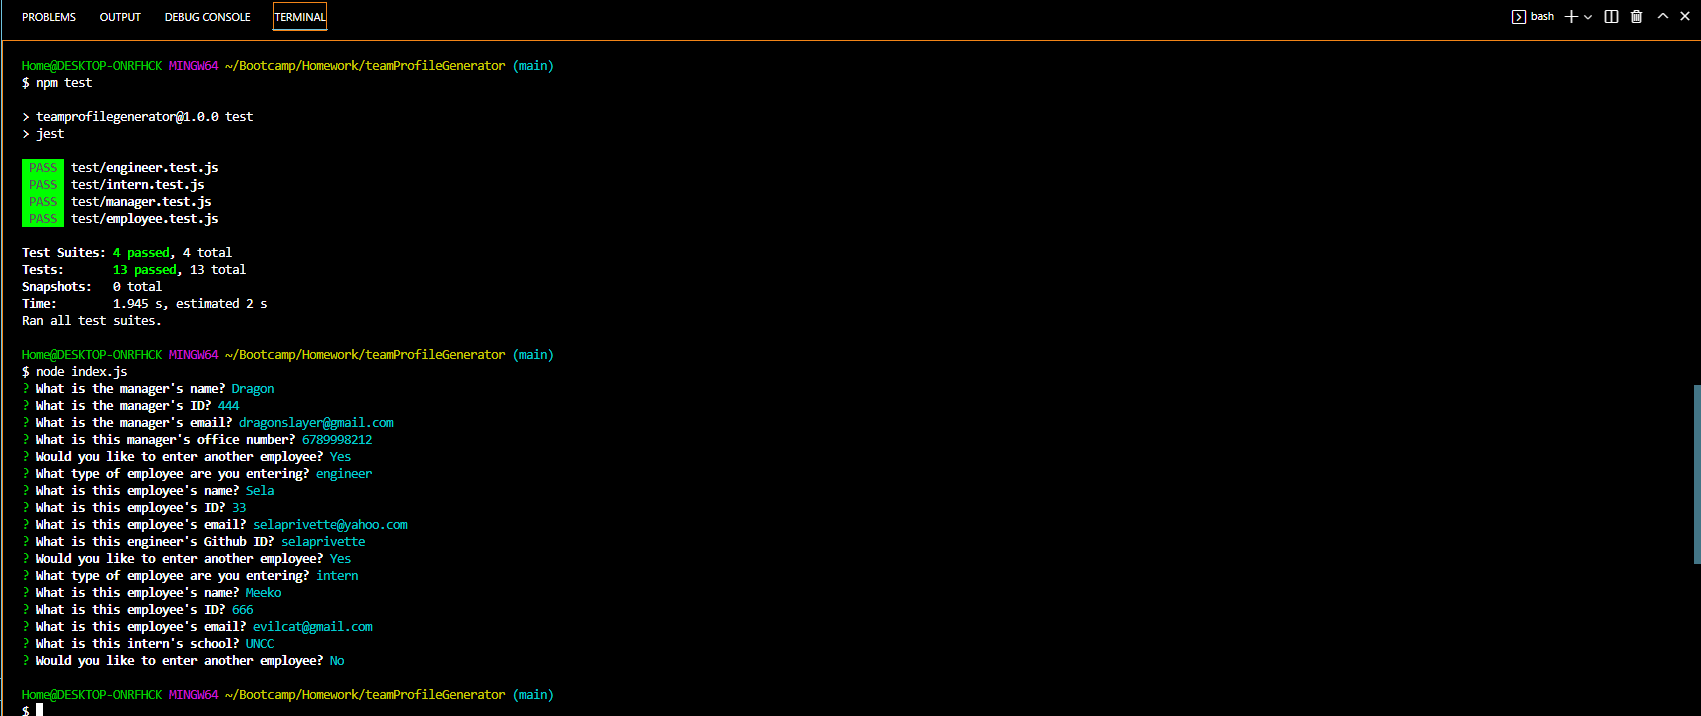 PROBLEMS OUTPUT DEBUG CONSOLE TERMINAL bash
Home@DESKTOP-ONRFHCK MINGW64 ~/Bootcamp/Homework/teamProfileGenerator (main)
$ npm test
> teamprofilegenerator@1.0.0 test
> jest
PASS test/engineer.test.js
PASS test/intern.test.js
PASS test/manager.test.js
PASS test/employee.test.js
Test Suites: 4 passed, 4 total
Tests: 13 passed, 13 total
Snapshots: 0 total
Time: 1.945 s, estimated 2 s
Ran all test suites.
Home@DESKTOP-ONRFHCK MINGW64 ~/Bootcamp/Homework/teamProfileGenerator (main)
$ node index.js
? What is the manager's name? Dragon
? What is the manager's ID? 444
? What is the manager's email? dragonslayer@gmail.com
? What is this manager's office number? 6789998212
? Would you like to enter another employee? Yes
? What type of employee are you entering? engineer
? What is this employee's name? Sela
? What is this employee's ID? 33
? What is this employee's email? selaprivette@yahoo.com
? What is this engineer's Github ID? selaprivette
? Would you like to enter another employee? Yes
? What type of employee are you entering? intern
? What is this employee's name? Meeko
? What is this employee's ID? 666
? What is this employee's email? evilcat@gmail.com
? What is this intern's school? UNCC
? Would you like to enter another employee? No
Home@DESKTOP-ONRFHCK MINGW64 ~/Bootcamp/Homework/teamProfileGenerator (main)
$